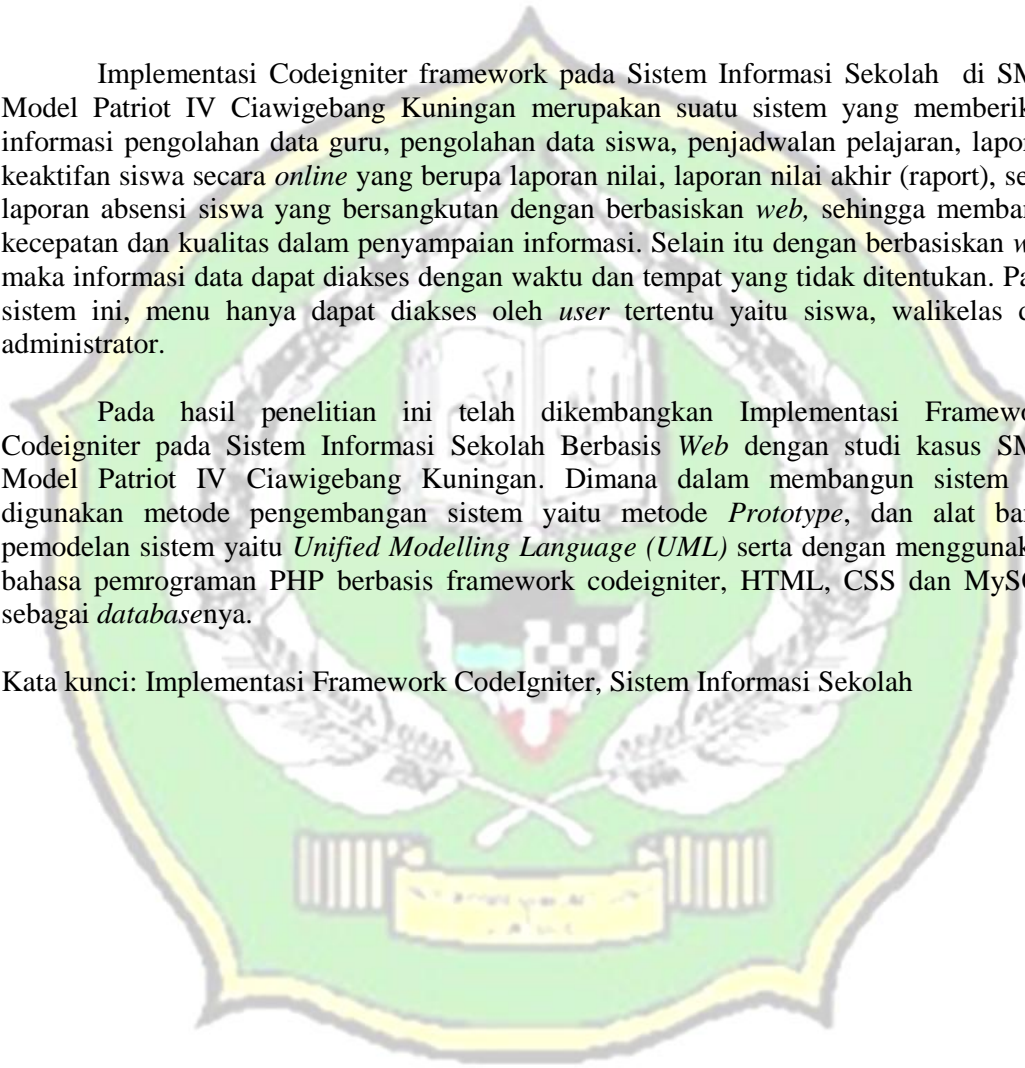 Implementasi Codeigniter framework pada Sistem Informasi Sekolah di SM
Model Patriot IV Ciawigebang Kuningan merupakan suatu sistem yang memberik
informasi pengolahan data guru, pengolahan data siswa, penjadwalan pelajaran, lapor
keaktifan siswa secara online yang berupa laporan nilai, laporan nilai akhir (raport), se
laporan absensi siswa yang bersangkutan dengan berbasiskan web, sehingga memban
kecepatan dan kualitas dalam penyampaian informasi. Selain itu dengan berbasiskan w
maka informasi data dapat diakses dengan waktu dan tempat yang tidak ditentukan. Pa
sistem ini, menu hanya dapat diakses oleh user tertentu yaitu siswa, walikelas d
administrator.
Pada hasil penelitian ini telah dikembangkan Implementasi Framewo
Codeigniter pada Sistem Informasi Sekolah Berbasis Web dengan studi kasus SM
Model Patriot IV Ciawigebang Kuningan. Dimana dalam membangun sistem
digunakan metode pengembangan sistem yaitu metode Prototype, dan alat ban
pemodelan sistem yaitu Unified Modelling Language (UML) serta dengan menggunak
bahasa pemrograman PHP berbasis framework codeigniter, HTML, CSS dan MySQ
sebagai databasenya.
Kata kunci: Implementasi Framework CodeIgniter, Sistem Informasi Sekolah